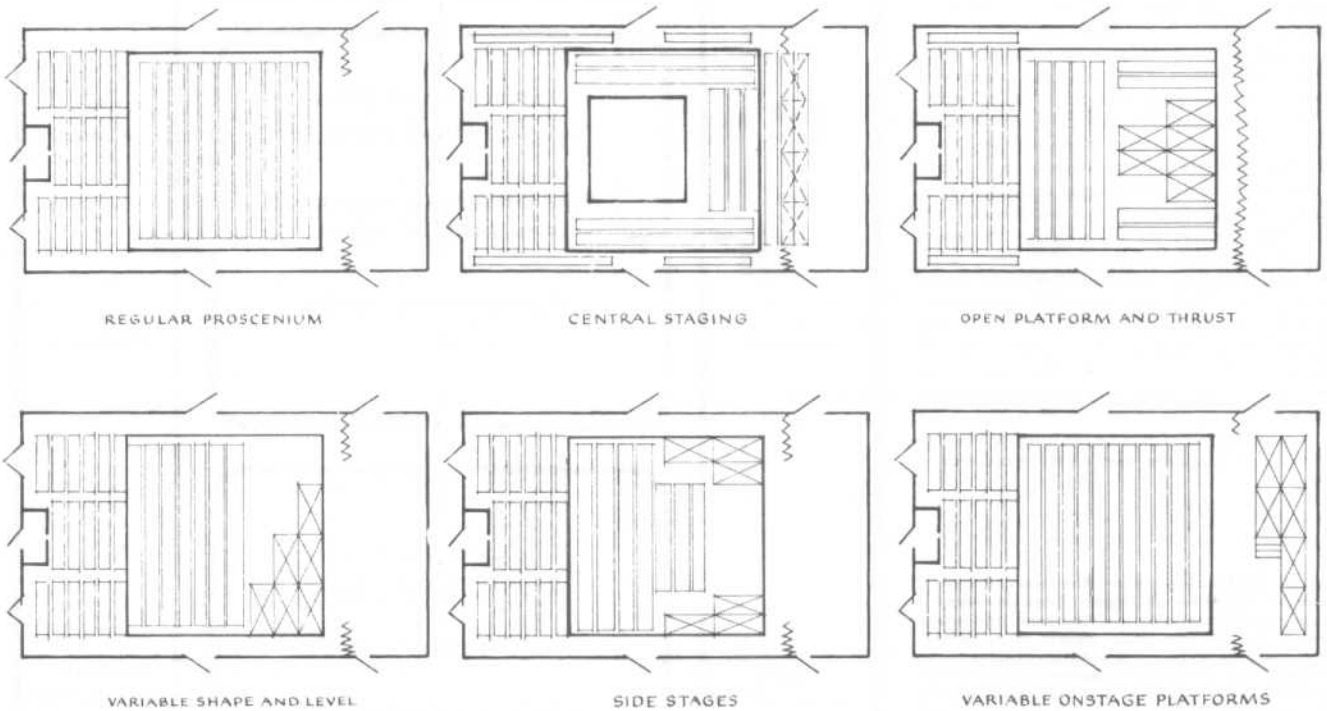 REGULAR PROSCENIUM
CENTRAL STAGING
OPEN PLATFORM AND THRUST
VARIABLE SHAPE AND LEVEL
SIDE STAGES
VARIABLE ONSTAGE PLATFORMS